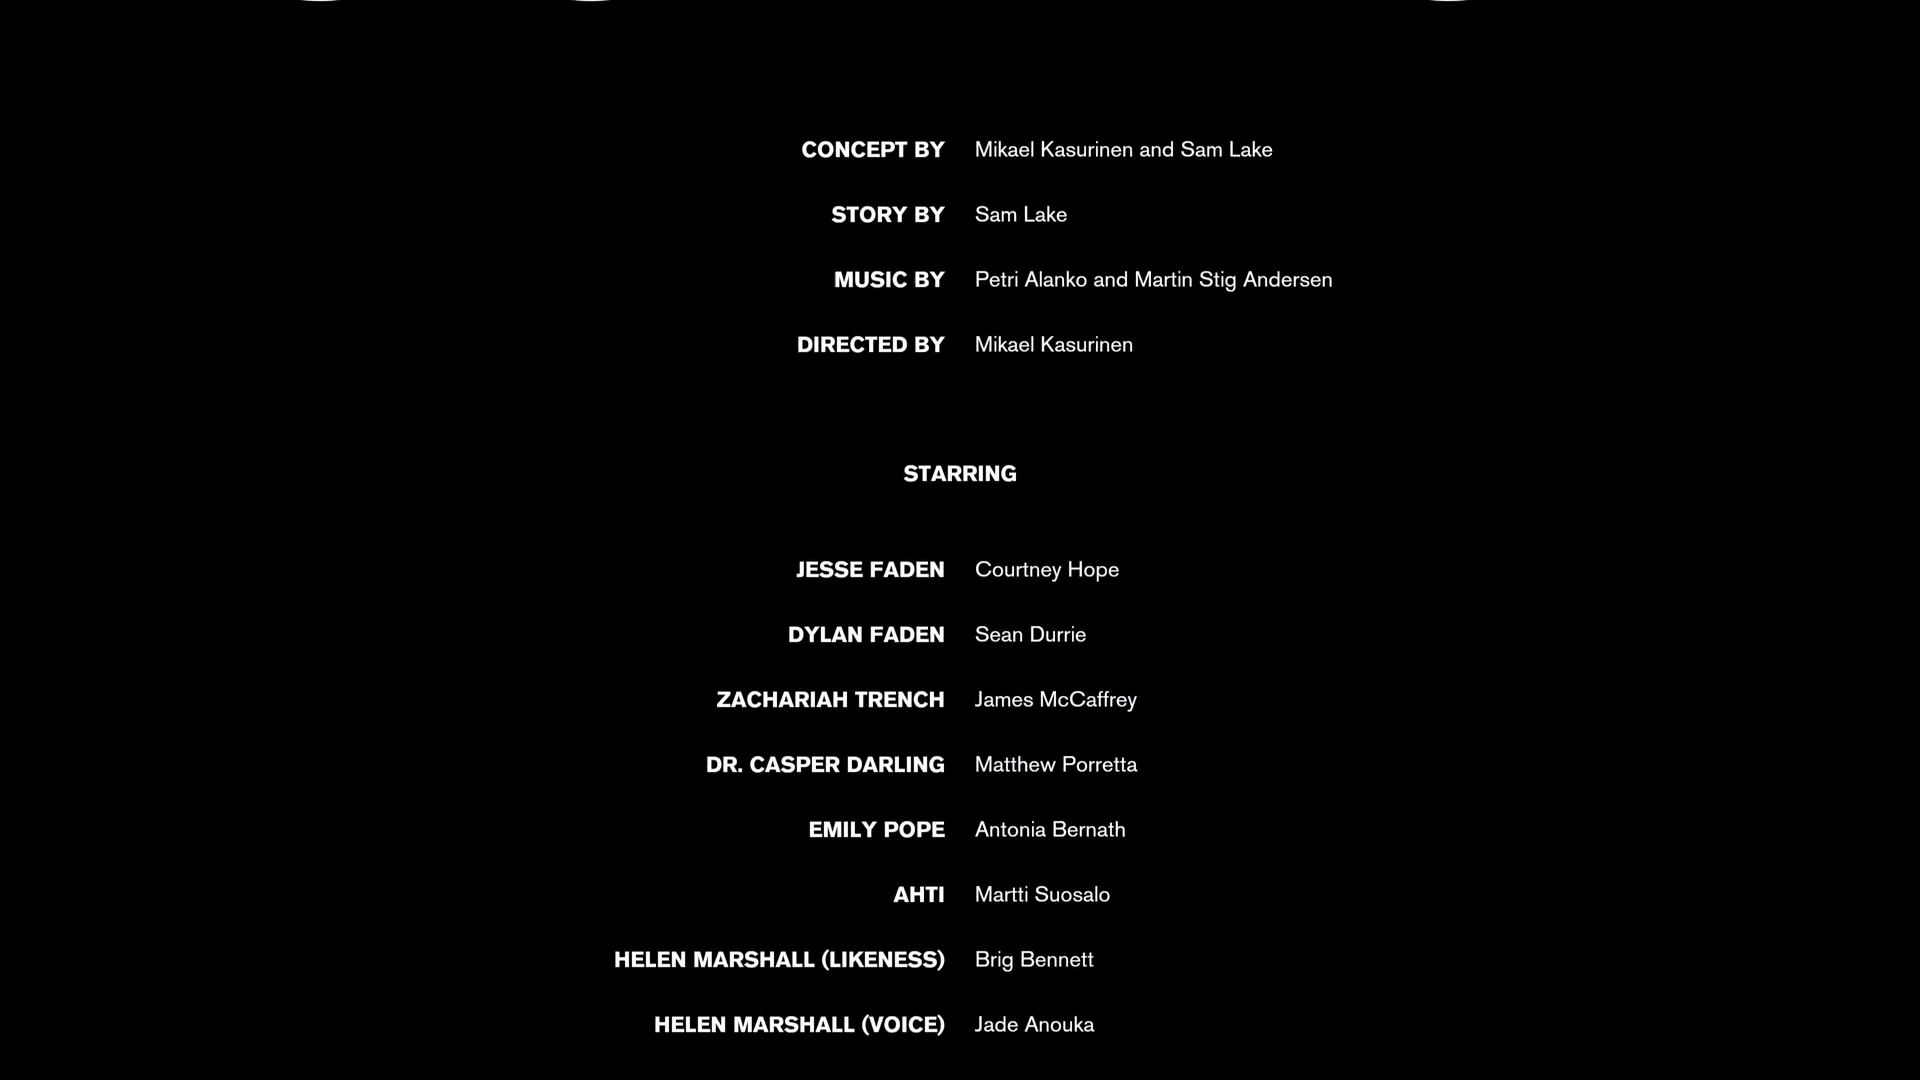 CONCEPT BY Mikael Kasurinen and Sam Lake
STORY BY Sam Lake
MUSIC BY Petri Alanko and Martin Stig Andersen
DIRECTED BY Mikael Kasurinen
STARRING
JESSE FADEN Courtney Hope
DYLAN FADEN Sean Durrie
ZACHARIAH TRENCH James McCaffrey
DR. CASPER DARLING Matthew Porretta
EMILY POPE Antonia Bernath
AHTI Martti Suosalo
HELEN MARSHALL (LIKENESS) Brig Bennett
HELEN MARSHALL (VOICE) Jade Anouka